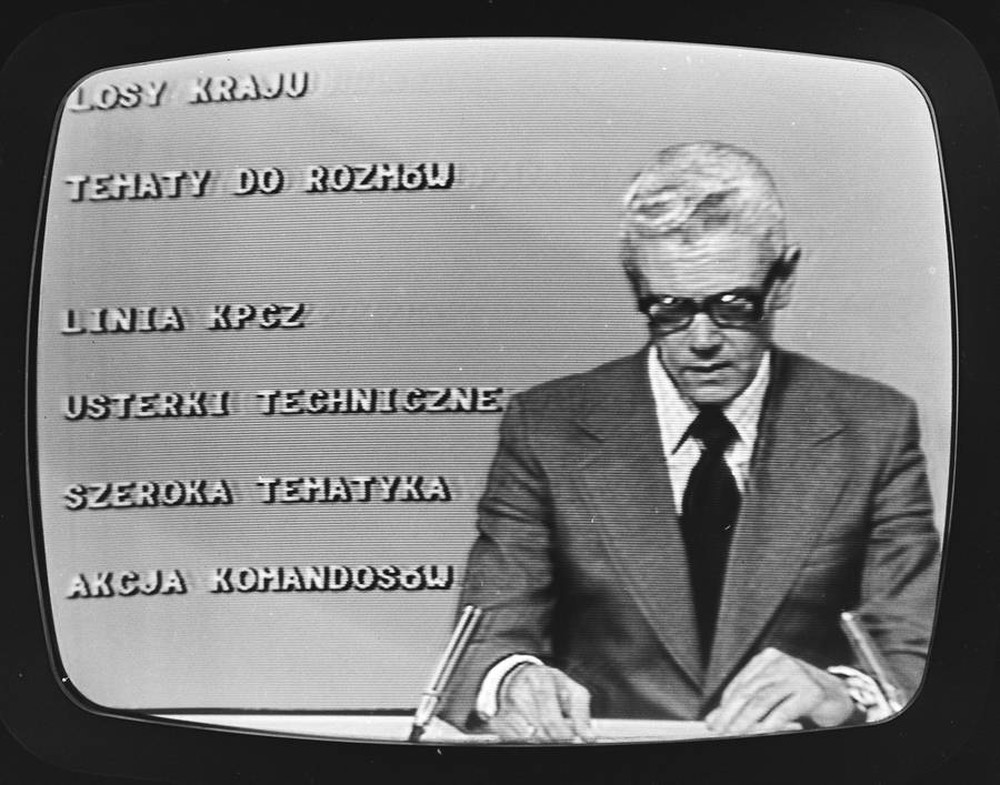 LOSY KRAJU
TEMATY DO ROZMÓW
LINIA KPCZ
USTERKI TECHNICZNE
SZEROKA TEMATYKA
AKCJA KOMANDOSÓW